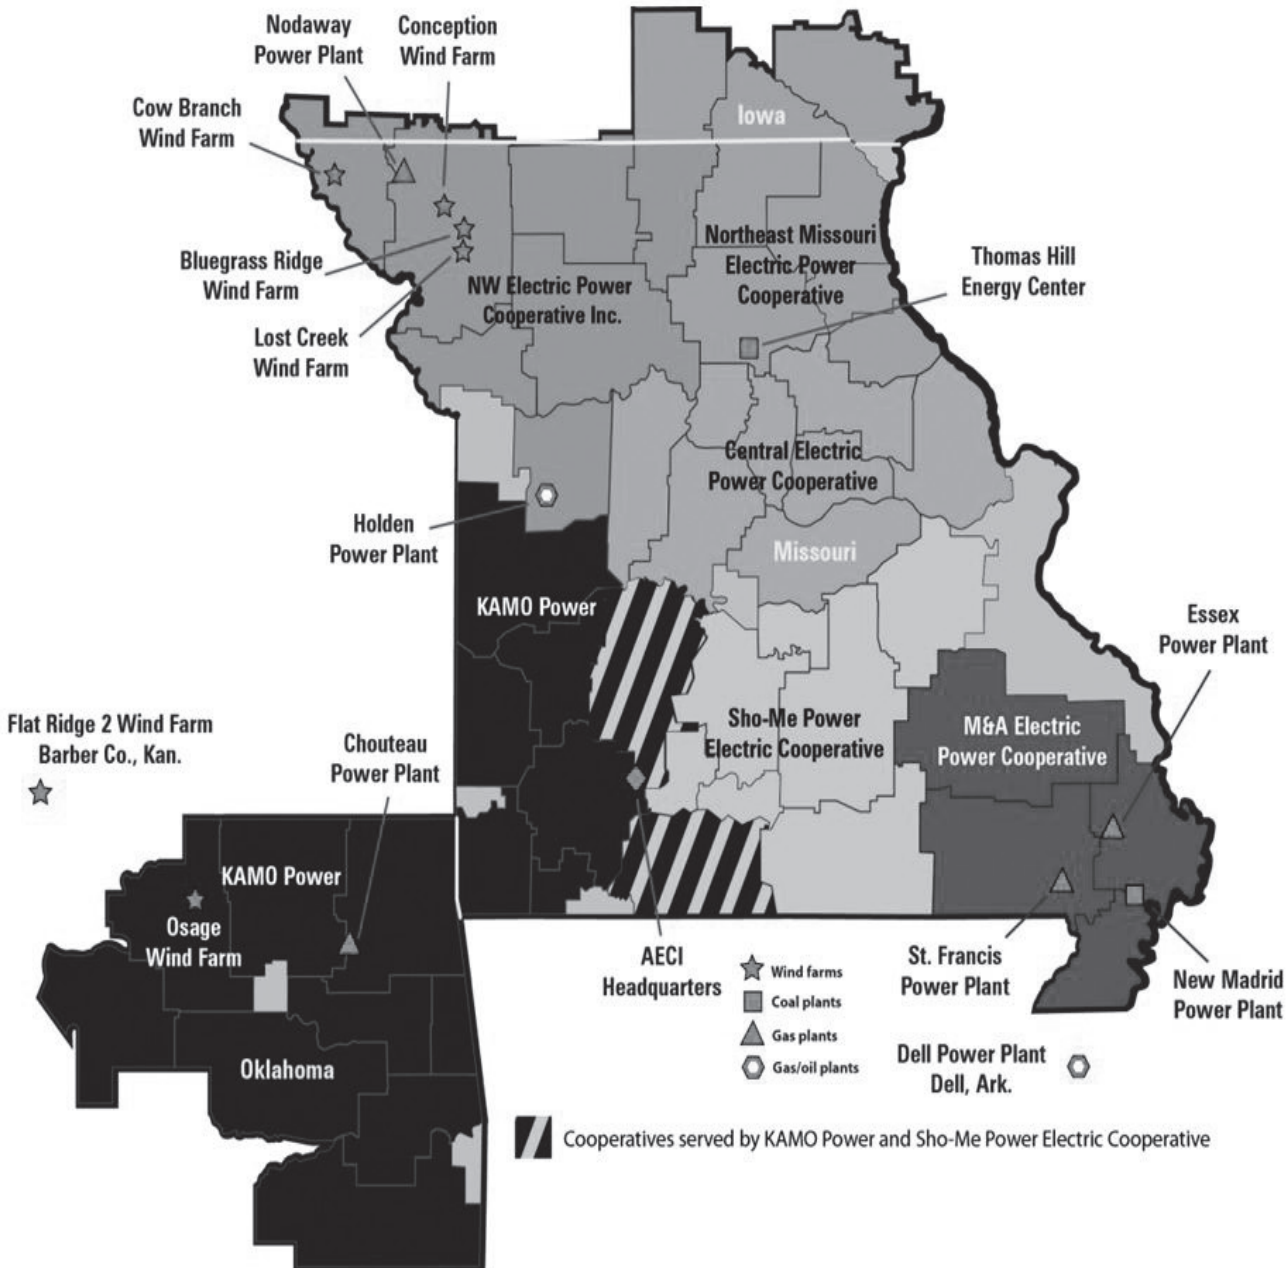 Nodaway
Power Plant
Conception
Wind Farm
Cow Branch
Wind Farm
Iowa
Bluegrass Ridge
Wind Farm
Northeast Missouri
Electric Power
Cooperative
Thomas Hill
Energy Center
NW Electric Power
Cooperative Inc.
Lost Creek
Wind Farm
Central Electric
Power Cooperative
Holden
Power Plant
Missouri
KAMO Power
Essex
Power Plant
Flat Ridge 2 Wind Farm
Barber Co., Kan.
Chouteau
Power Plant
Sho-Me Power
Electric Cooperative
M&A Electric
Power Cooperative
KAMO Power
Osage
Wind Farm
AECI
Headquarters
Wind farms
Coal plants
Gas plants
Gas/oil plants
St. Francis
Power Plant
New Madrid
Power Plant
Oklahoma
Dell Power Plant
Dell, Ark.
Cooperatives served by KAMO Power and Sho-Me Power Electric Cooperative